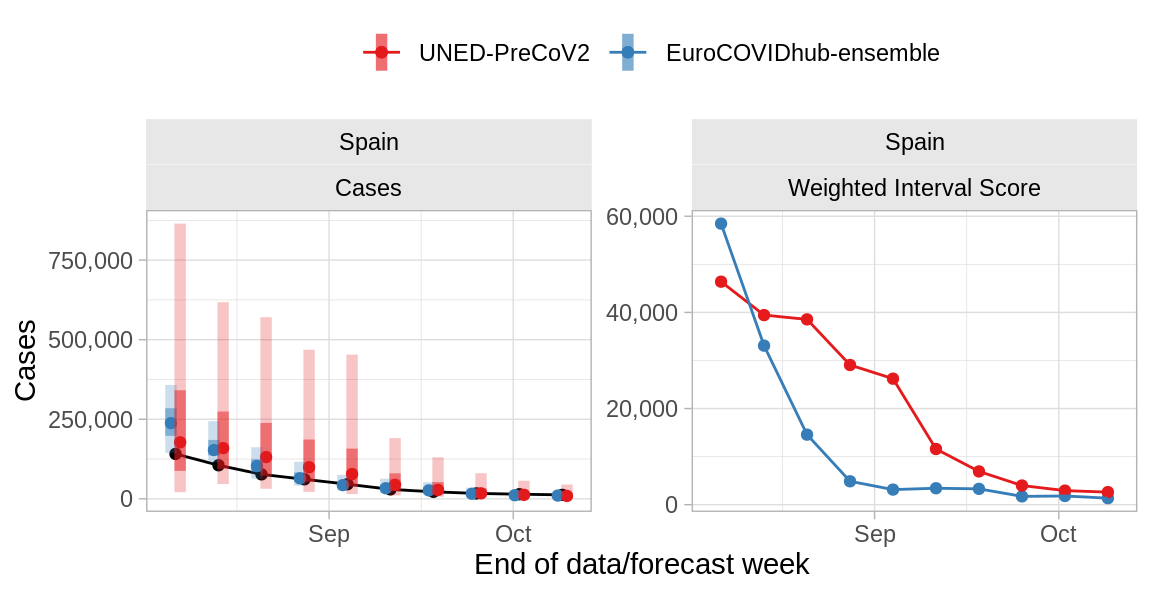 UNED-PreCoV2 EuroCOVIDhub-ensemble
Spain Spain
Cases Weighted Interval Score
Cases
750,000
500,000
250,000
0
60,000
40,000
20,000
0
Sep Oct Sep Oct
End of data/forecast week